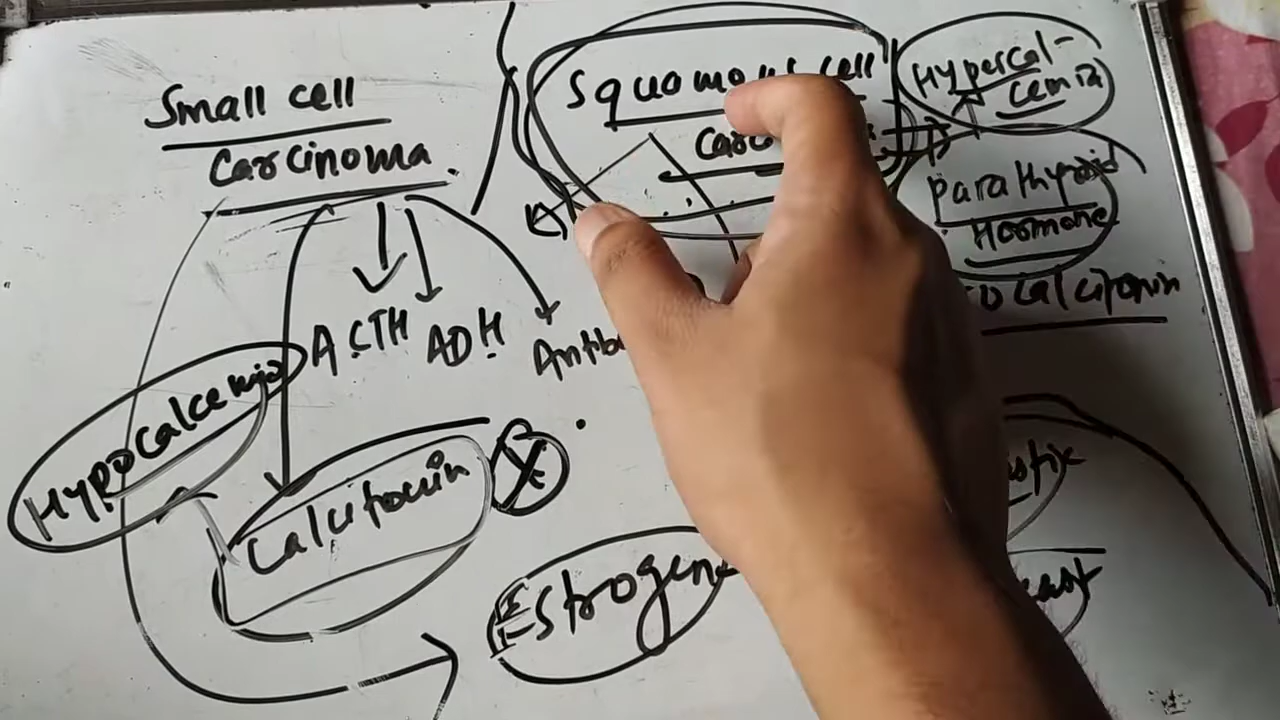 Small cell
Carcinoma
Squamous cell
Hypercal-
cemia
Parathyroid
Hormone
ACTH
ADH
Hypocalcemia
Calcitonin
Estrogen